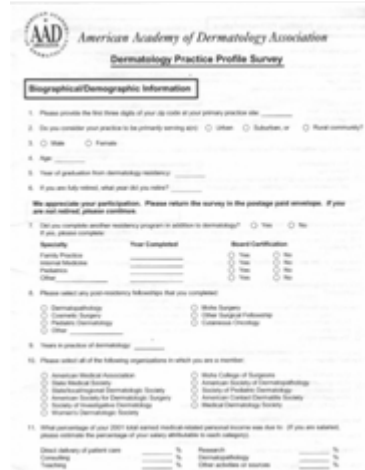 AAD
American Academy of Dermatology Association
Dermatology Practice Profile Survey
Biographical/Demographic Information
1. Please provide the first three digits of your zip code at your primary practice site:
2. Do you consider your practice to be primarily serving a(n): Urban Suburban, or Rural community?
3. Male Female
4. Age:
5. Year of graduation from dermatology residency:
6. If you are fully retired, what year did you retire?
We appreciate your participation. Please return the survey in the postage paid envelope. If you
are not retired, please continue.
7. Did you complete another residency program in addition to dermatology? Yes No
If yes, please complete:
Specialty Year Completed Board Certification
Family Practice Yes No
Internal Medicine Yes No
Pediatrics Yes No
Other Yes No
8. Please select any post-residency fellowships that you completed:
Dermatopathology Mohs Surgery
Cosmetic Surgery Other Surgical Fellowship
Pediatric Dermatology Cutaneous Oncology
Other
9. Years in practice of dermatology:
10. Please select all of the following organizations in which you are a member:
American Medical Association Mohs College of Surgeons
State Medical Society American Society of Dermatopathology
State/local/regional Dermatologic Society Society of Pediatric Dermatology
American Society for Dermatologic Surgery American Contact Dermatitis Society
Society of Investigative Dermatology Medical Dermatology Society
Women's Dermatologic Society
11. What percentage of your 2001 total earned medical-related personal income was due to: (If you are salaried,
please estimate the percentage of your salary attributable to each category):
Direct delivery of patient care % Research %
Consulting % Dermatopathology %
Teaching % Other activities or sources %